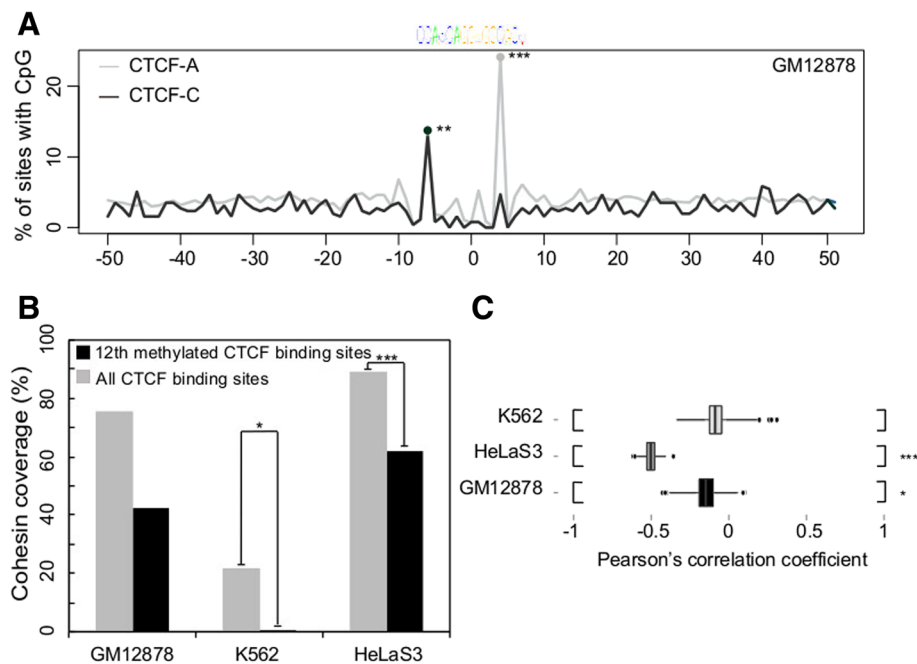 A
***
CTCF-A
GM12878
CTCF-C
**
% of sites with CpG
20
10
0
-50 -40 -30 -20 -10 0 10 20 30 40 50
B
C
100
80
60
40
20
0
Cohesin coverage (%)
12th methylated CTCF binding sites
***
All CTCF binding sites
*
GM12878 K562 HeLaS3
K562
HeLaS3
***
GM12878
*
-1 -0.5 0 0.5 1
Pearson's correlation coefficient